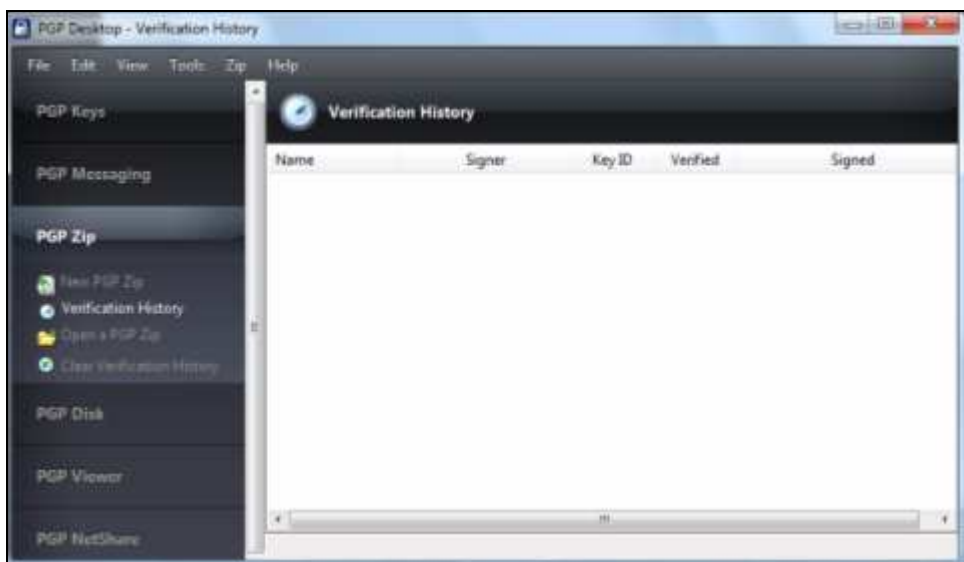 PGP Desktop - Verification History
File Edit View Tools Zip Help
PGP Keys
PGP Messaging
PGP Zip
New PGP Zip
Verification History
Open a PGP Zip
Clear Verification History
PGP Disk
PGP Viewer
PGP NetShare
Verification History
Name Signer Key ID Verified Signed